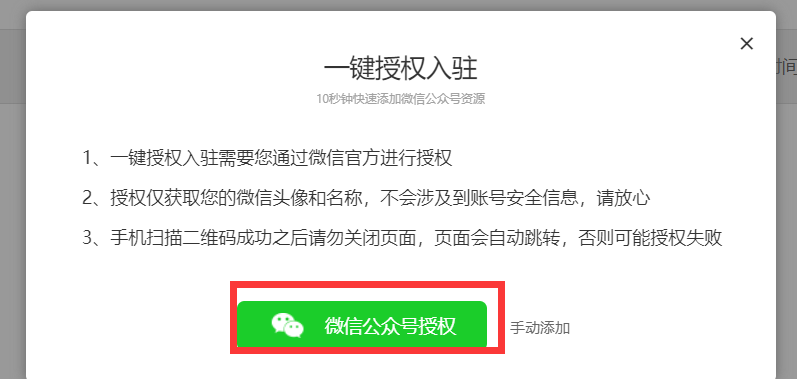 一键授权入驻
10秒钟快速添加微信公众号资源
时间
1、一键授权入驻需要您通过微信官方进行授权
2、授权仅获取您的微信头像和名称，不会涉及到账号安全信息，请放心
3、手机扫描二维码成功之后请勿关闭页面，页面会自动跳转，否则可能授权失败
微信公众号授权
手动添加